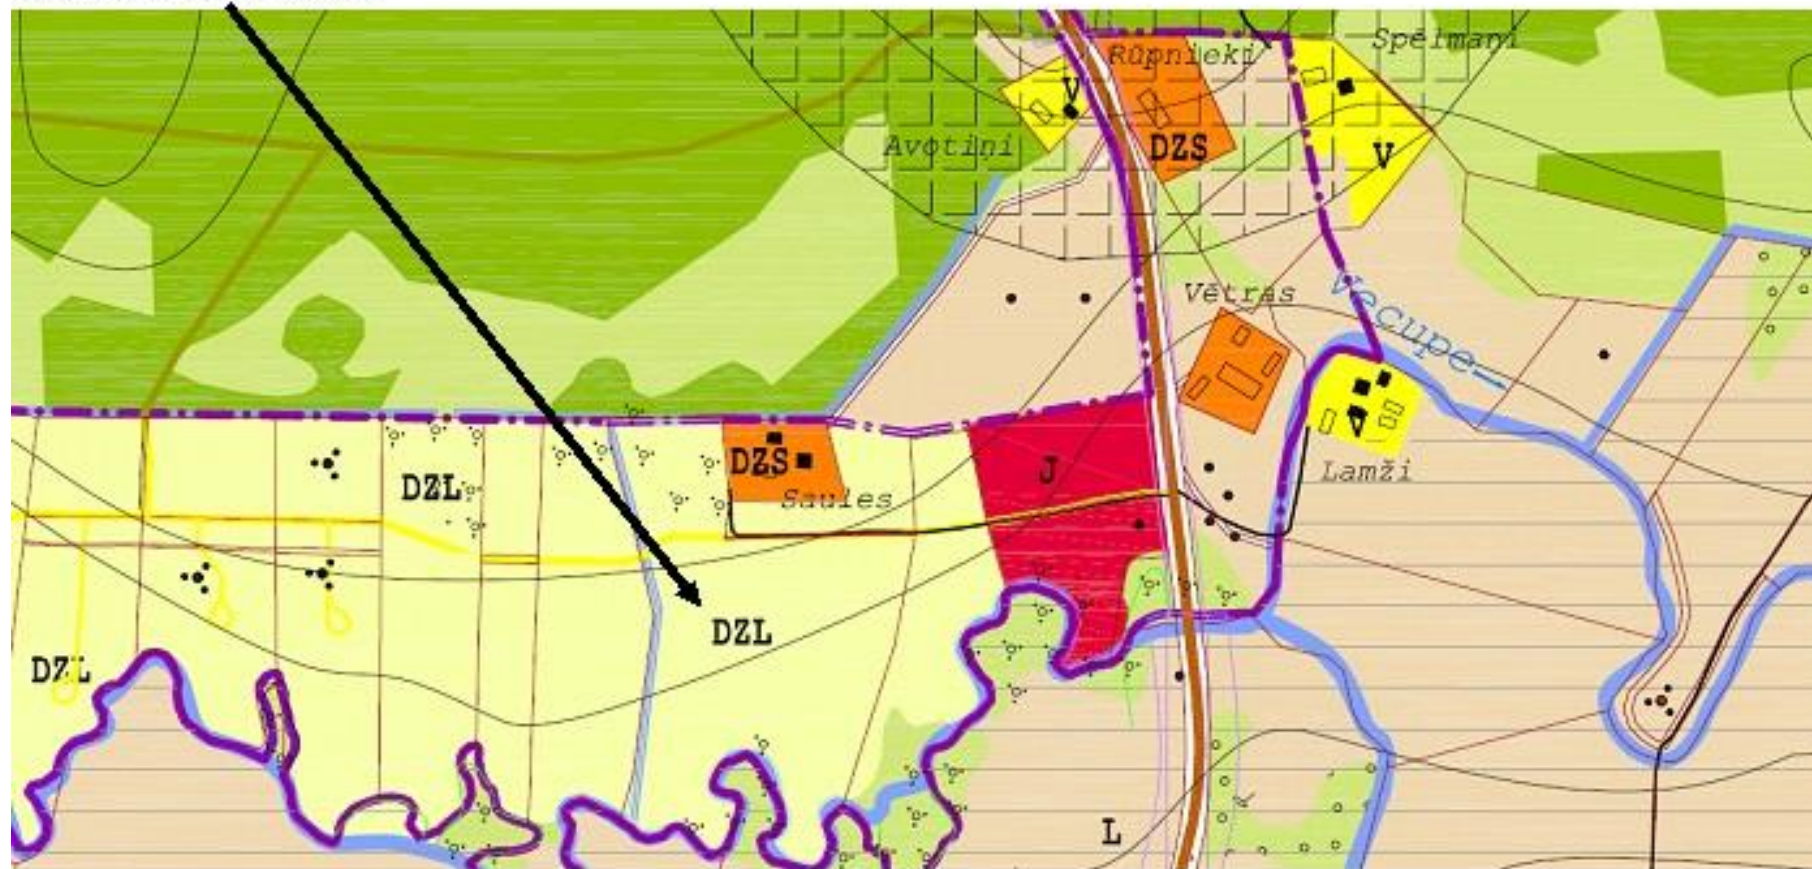 Spēlmaņi
Rūpnieki
V
Avotiņi
DZS
V
Vētras
Vecupe
DZS
Saules
J
Lamži
DZL
DZL
DZL
L